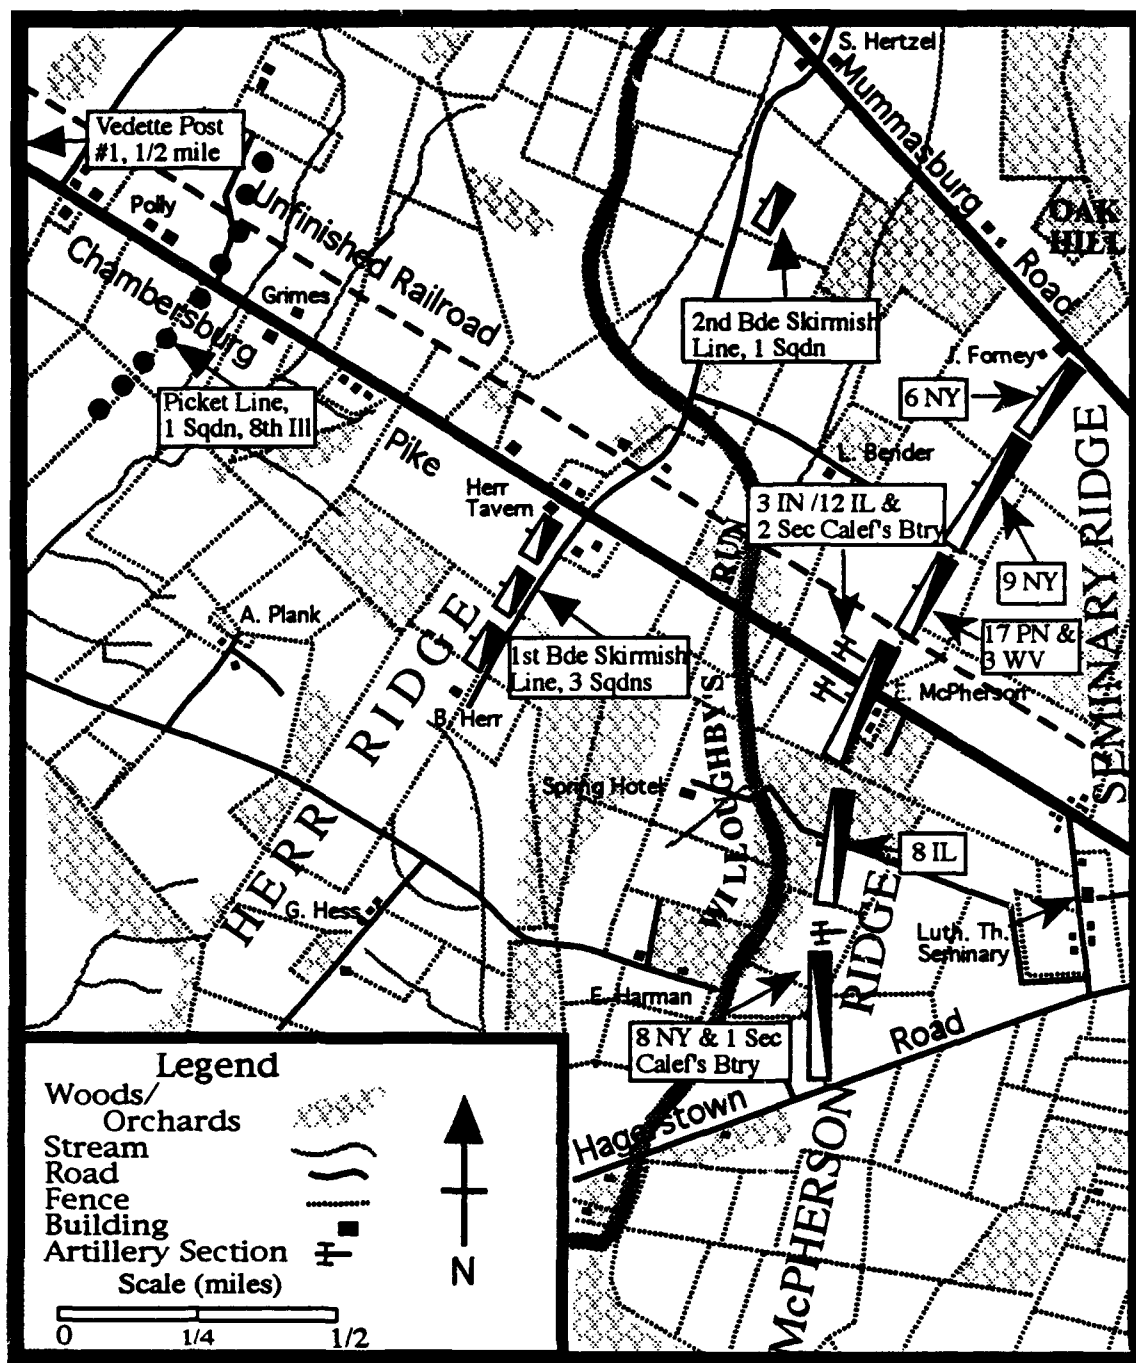 S. Hertzel
Mummasburg Road
Vedette Post
#1, 1/2 mile
Polly
OAK
HILL
Unfinished Railroad
Chambersburg
Pike
Grimes
2nd Bde Skirmish
Line, 1 Sqdn
J. Forney
6 NY
Picket Line,
1 Sqdn, 8th Ill
L. Bender
Herr
Tavern
3 IN /12 IL &
2 Sec Calef's Btry
9 NY
SEMINARY RIDGE
17 PN &
3 WV
A. Plank
1st Bde Skirmish
Line, 3 Sqdns
E. McPherson
B. Herr
HERR RIDGE
Spring Hotel
WILLOUGHBYS RUN
8 IL
G. Hess
Luth. Th.
Seminary
E. Harman
8 NY & 1 Sec
Calef's Btry
Hagerstown Road
McPHERSON RIDGE
Legend
Woods/
Orchards
Stream
Road
Fence
Building
Artillery Section
Scale (miles)
0 1/4 1/2
N